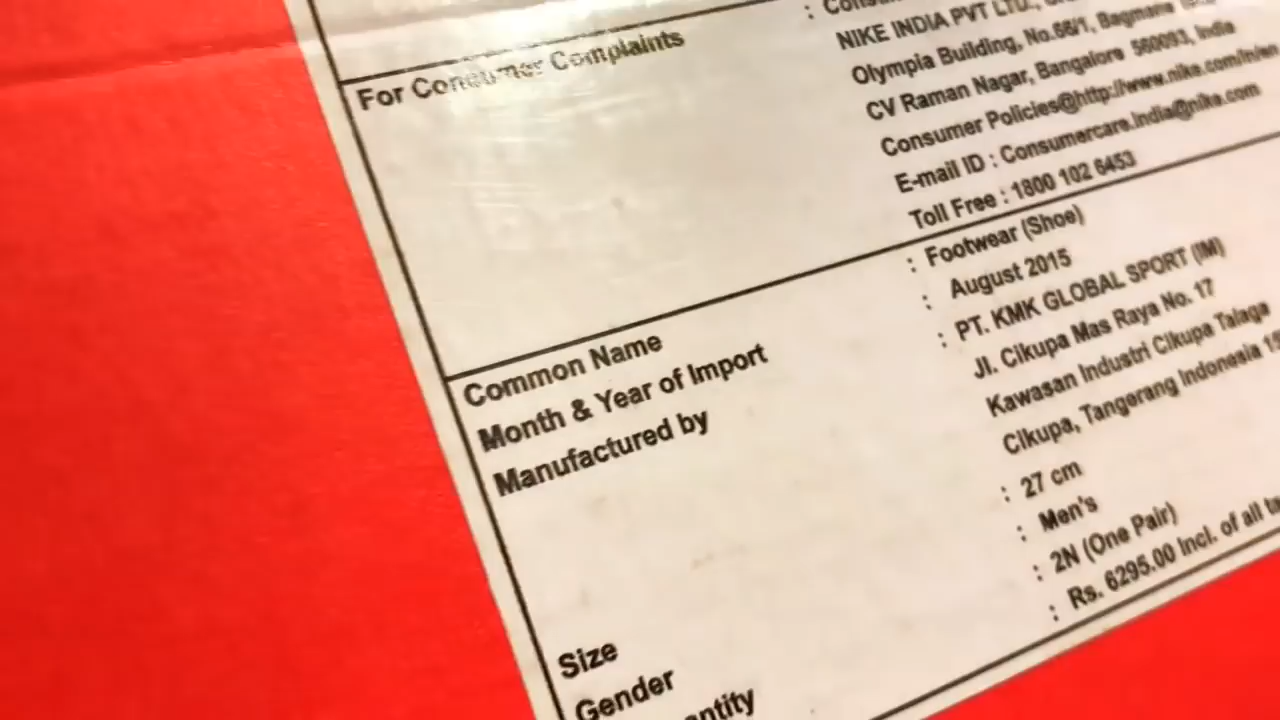 For Consumer Complaints :
NIKE INDIA PVT LTD.,
Olympia Building, No.66/1, Bagmane
CV Raman Nagar, Bangalore 560093, India
Consumer Policies@http://www.nike.com/in/en
E-mail ID : Consumercare.India@nike.com
Toll Free : 1800 102 6453
Common Name : Footwear (Shoe)
Month & Year of Import : August 2015
Manufactured by : PT. KMK GLOBAL SPORT (IM)
Jl. Cikupa Mas Raya No. 17
Kawasan Industri Cikupa Talaga
Cikupa, Tangerang Indonesia
Size : 27 cm
Gender : Men's
: 2N (One Pair)
: Rs. 6295.00 Incl. of all